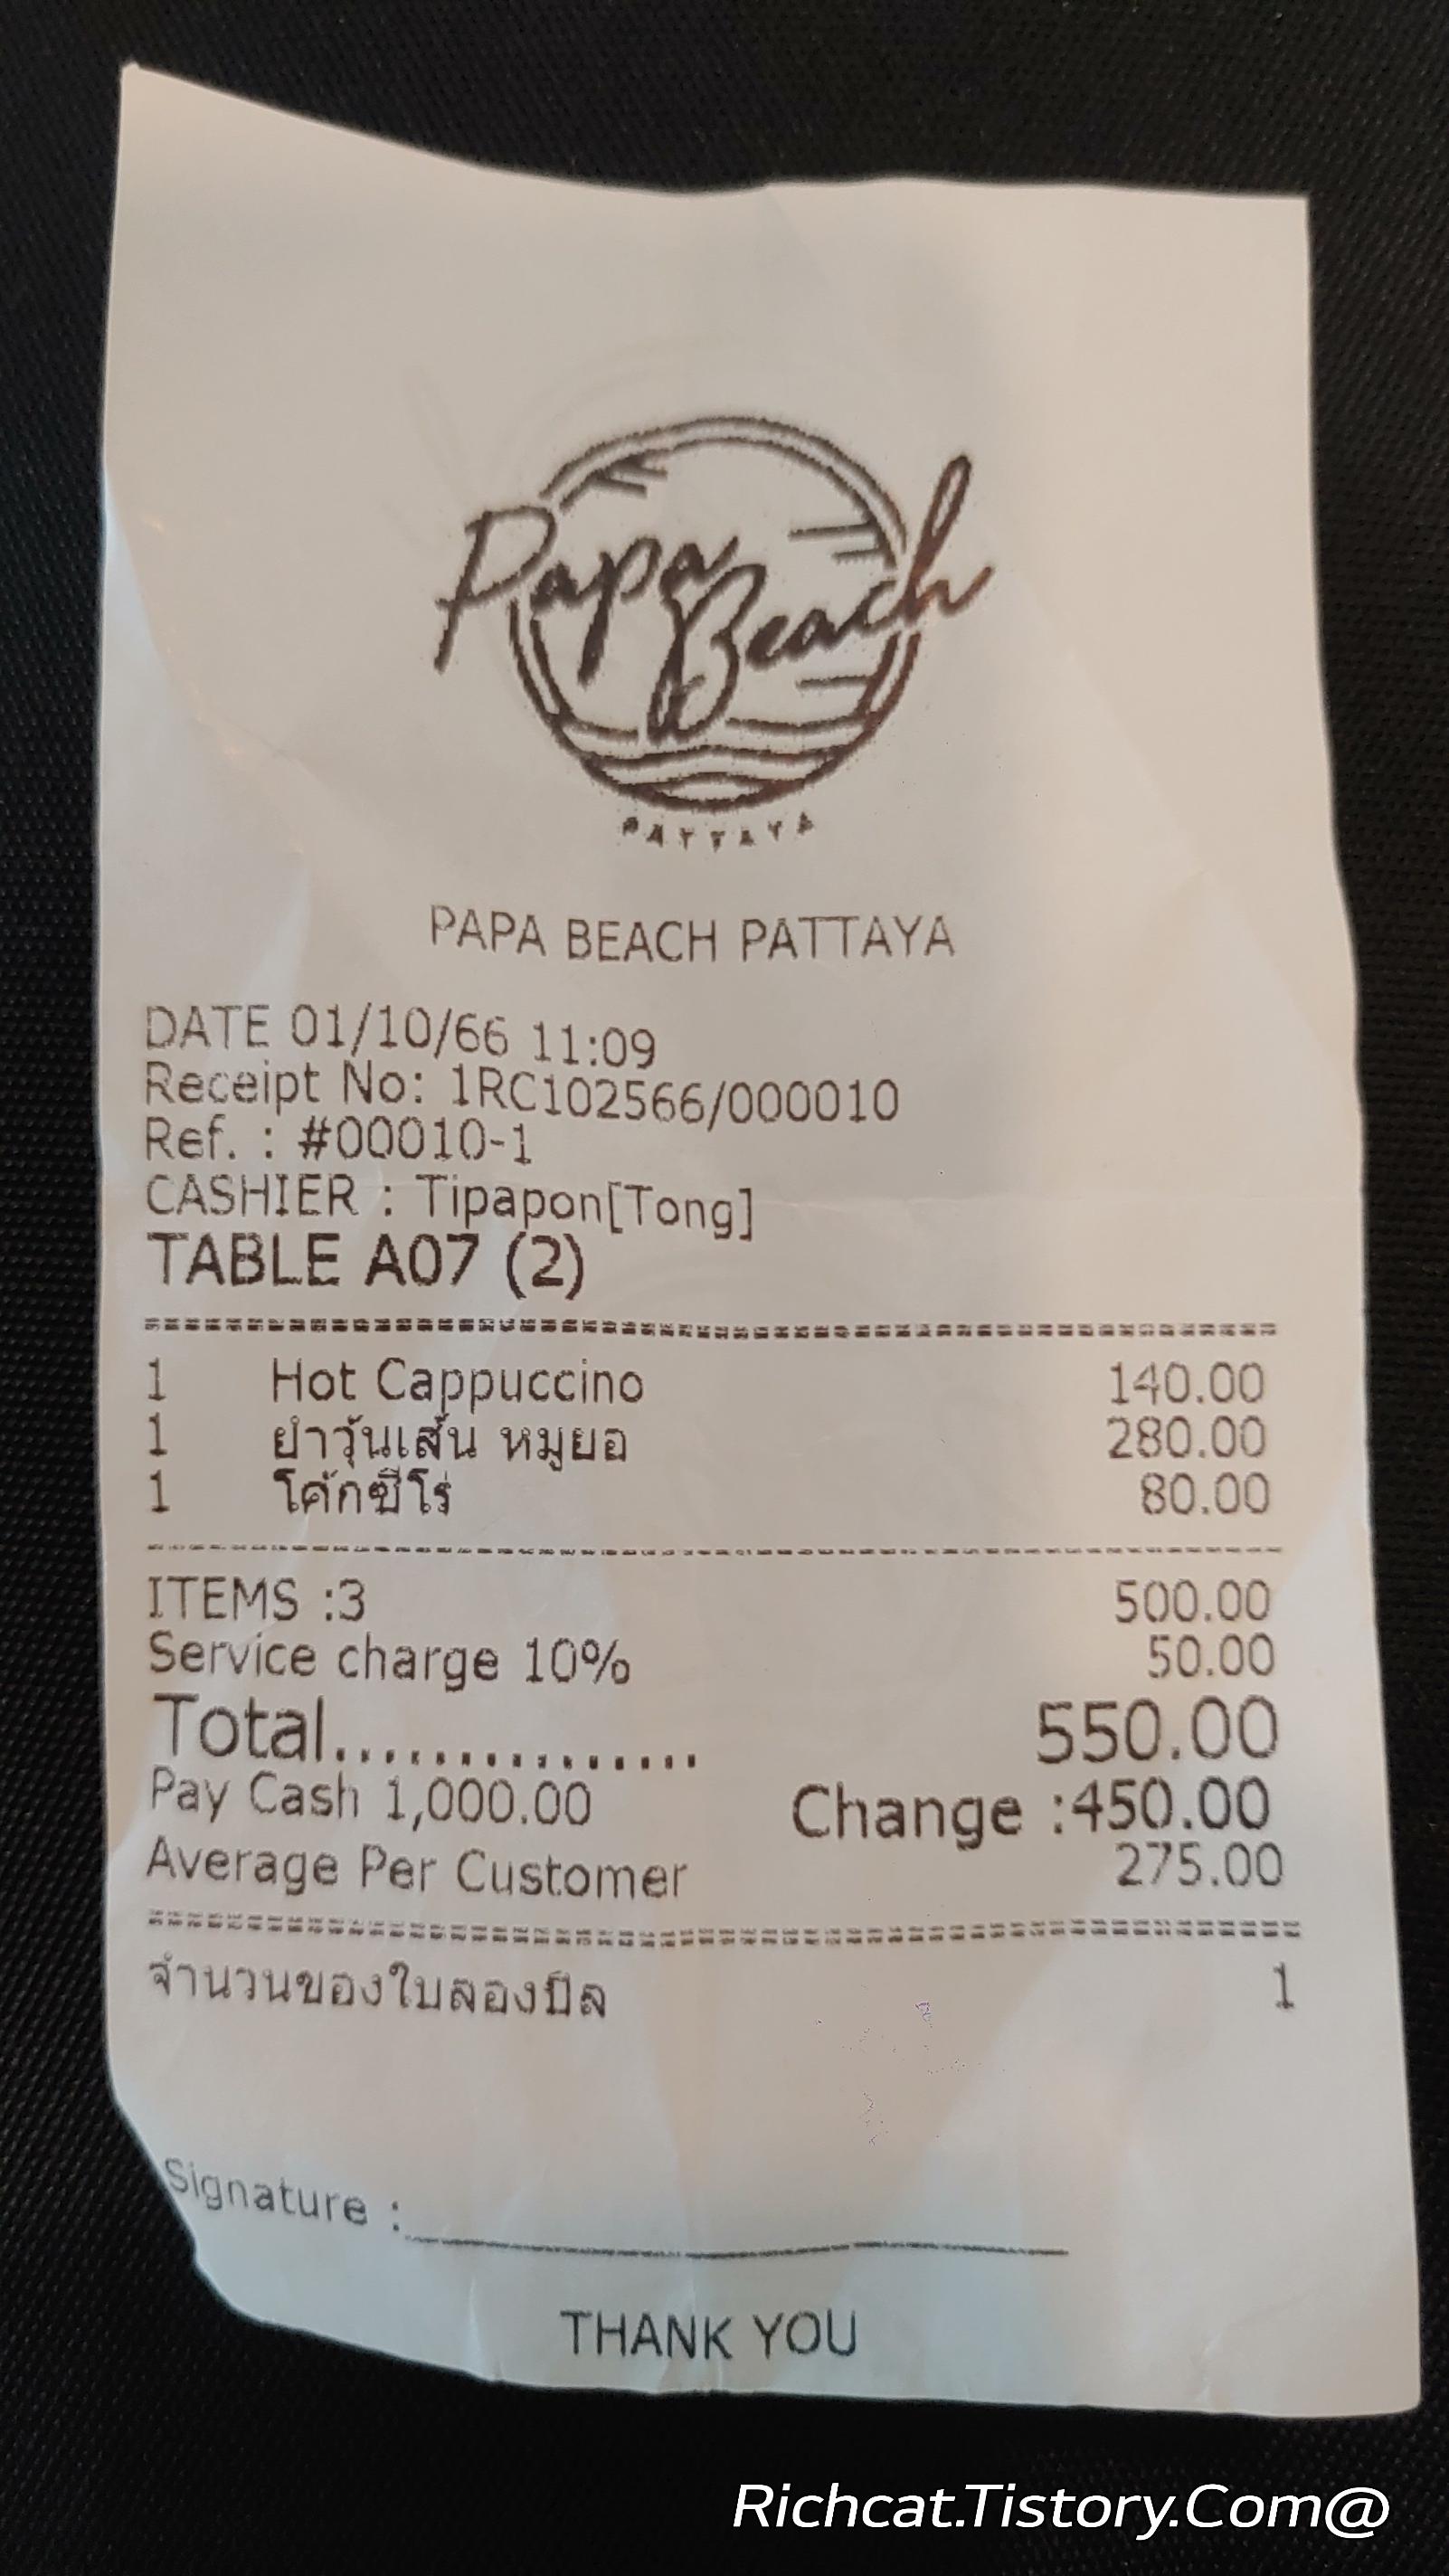 Papa Beach
PATTAYA
PAPA BEACH PATTAYA
DATE 01/10/66 11:09
Receipt No: 1RC102566/000010
Ref. : #00010-1
CASHIER : Tipapon[Tong]
TABLE A07 (2)
1 Hot Cappuccino 140.00
1 ยำวุ้นเส้น หมูยอ 280.00
1 โค้กซีโร่ 80.00
ITEMS :3 500.00
Service charge 10% 50.00
Total............... 550.00
Pay Cash 1,000.00 Change :450.00
Average Per Customer 275.00
จำนวนของใบลองบิล 1
Signature :
THANK YOU
Richcat.Tistory.Com@